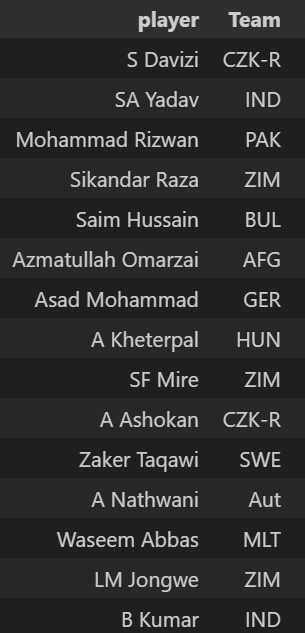 player Team
S Davizi CZK-R
SA Yadav IND
Mohammad Rizwan PAK
Sikandar Raza ZIM
Saim Hussain BUL
Azmatullah Omarzai AFG
Asad Mohammad GER
A Kheterpal HUN
SF Mire ZIM
A Ashokan CZK-R
Zaker Taqawi SWE
A Nathwani Aut
Waseem Abbas MLT
LM Jongwe ZIM
B Kumar IND